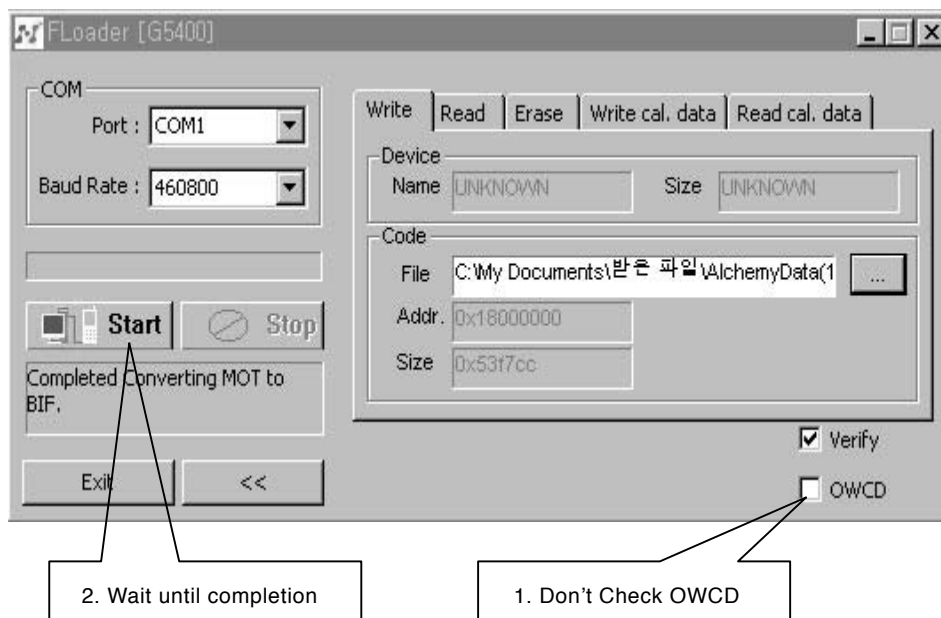 FLoader [G5400]
COM
Port : COM1
Baud Rate : 460800
Start Stop
Completed Converting MOT to
BIF.
Exit <<
Write Read Erase Write cal. data Read cal. data
Device
Name UNKNOWN Size UNKNOWN
Code
File C:\My Documents\받은 파일\AlchemyData(1 ...
Addr. 0x18000000
Size 0x53f7cc
Verify
OWCD
2. Wait until completion
1. Don’t Check OWCD